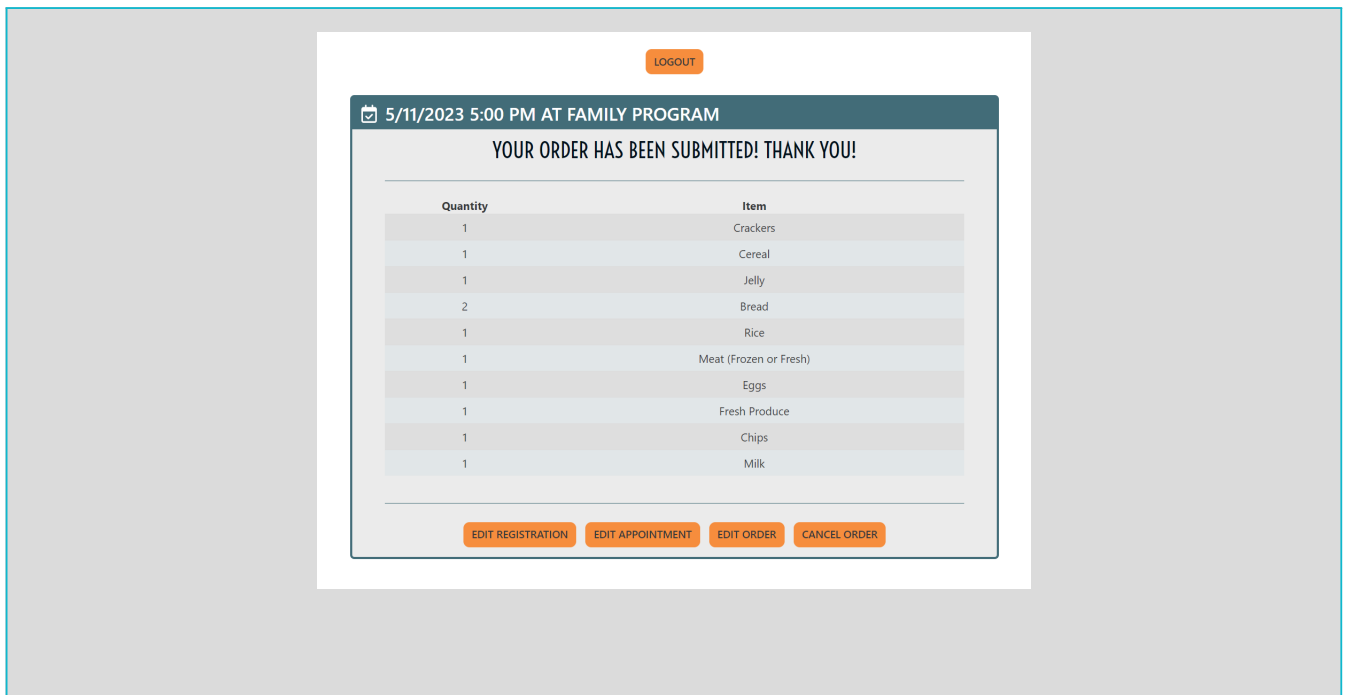 LOGOUT
5/11/2023 5:00 PM AT FAMILY PROGRAM
YOUR ORDER HAS BEEN SUBMITTED! THANK YOU!
Quantity Item
1 Crackers
1 Cereal
1 Jelly
2 Bread
1 Rice
1 Meat (Frozen or Fresh)
1 Eggs
1 Fresh Produce
1 Chips
1 Milk
EDIT REGISTRATION EDIT APPOINTMENT EDIT ORDER CANCEL ORDER